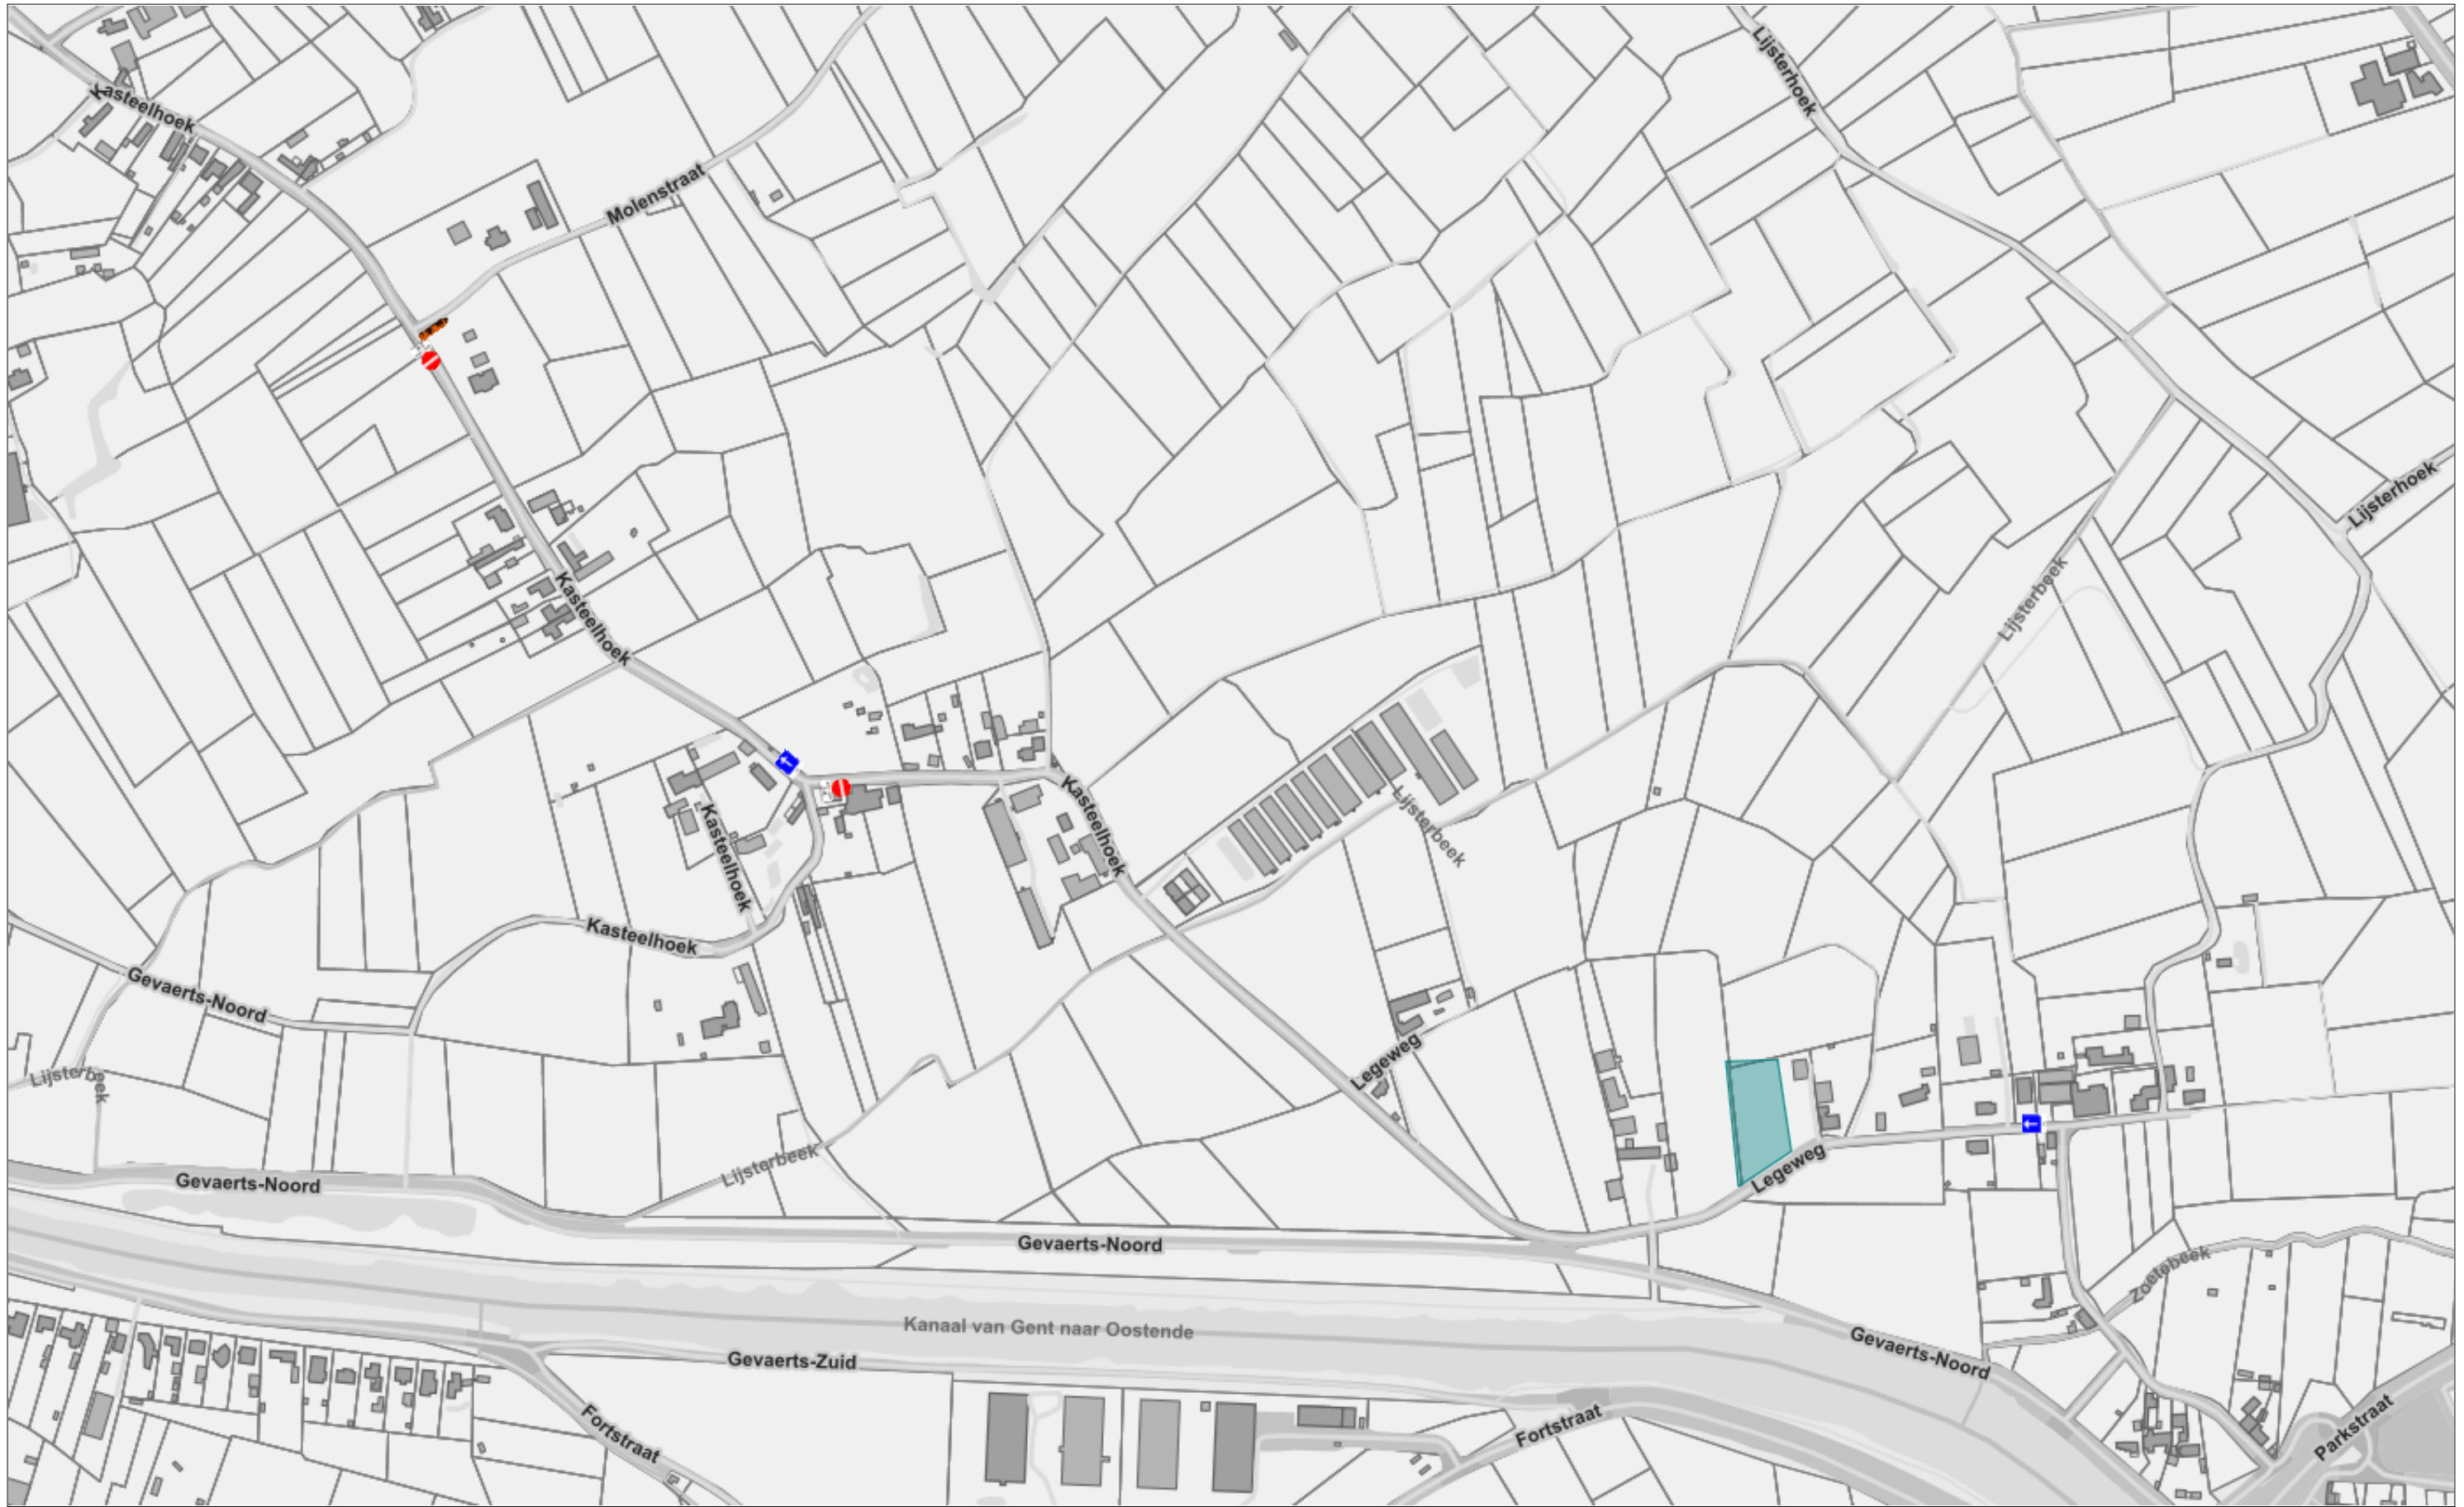 Lijsterhoek
Kasteelhoek
Molenstraat
Lijsterhoek
Kasteelhoek
Lijsterbeek
Kasteelhoek
Kasteelhoek
Lijsterbeek
Kasteelhoek
Gevaerts-Noord
Legeweg
Lijsterbeek
Lijsterbeek
Legeweg
Gevaerts-Noord
Gevaerts-Noord
Zoetebeek
Kanaal van Gent naar Oostende
Gevaerts-Noord
Gevaerts-Zuid
Fortstraat
Fortstraat
Parkstraat